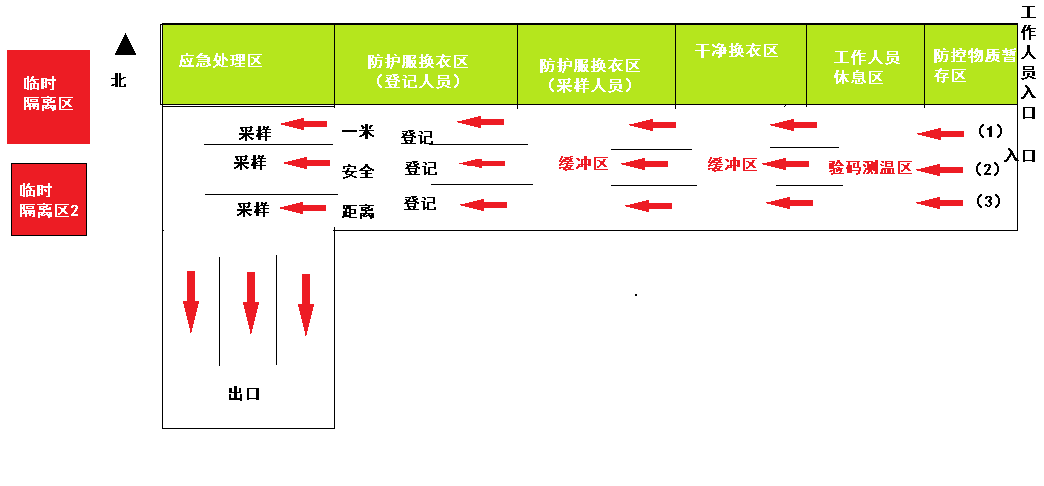 工作人员入口
应急处理区
防护服换衣区
（登记人员）
防护服换衣区
（采样人员）
干净换衣区
工作人员
休息区
防控物质暂
存区
临时
隔离区
北
临时
隔离区2
采样
一米
登记
（1）
采样
安全
登记
缓冲区
缓冲区
验码测温区
（2）
入口
采样
距离
登记
（3）
出口